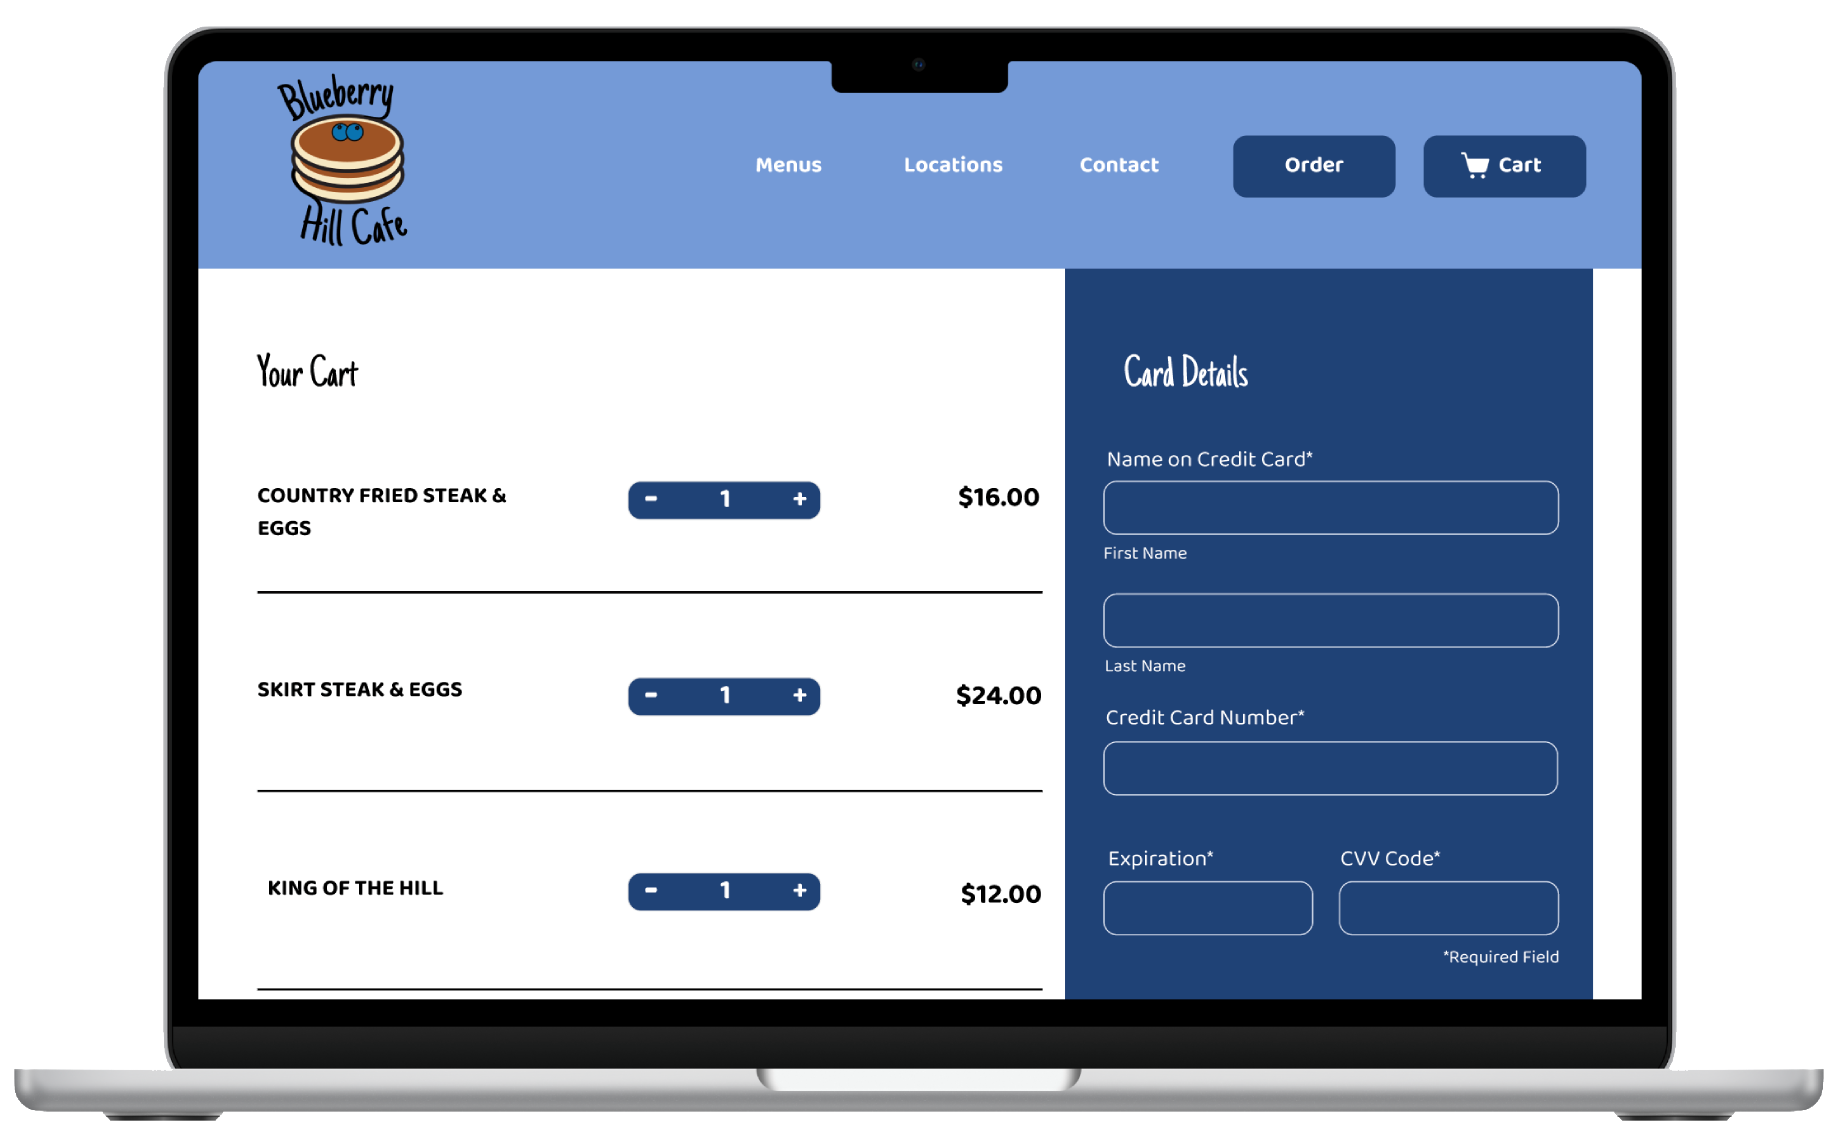 Blueberry
Hill Cafe
Menus
Locations
Contact
Order
Cart
Your Cart
COUNTRY FRIED STEAK &
EGGS
- 1 +
$16.00
SKIRT STEAK & EGGS
- 1 +
$24.00
KING OF THE HILL
- 1 +
$12.00
Card Details
Name on Credit Card*
First Name
Last Name
Credit Card Number*
Expiration*
CVV Code*
*Required Field